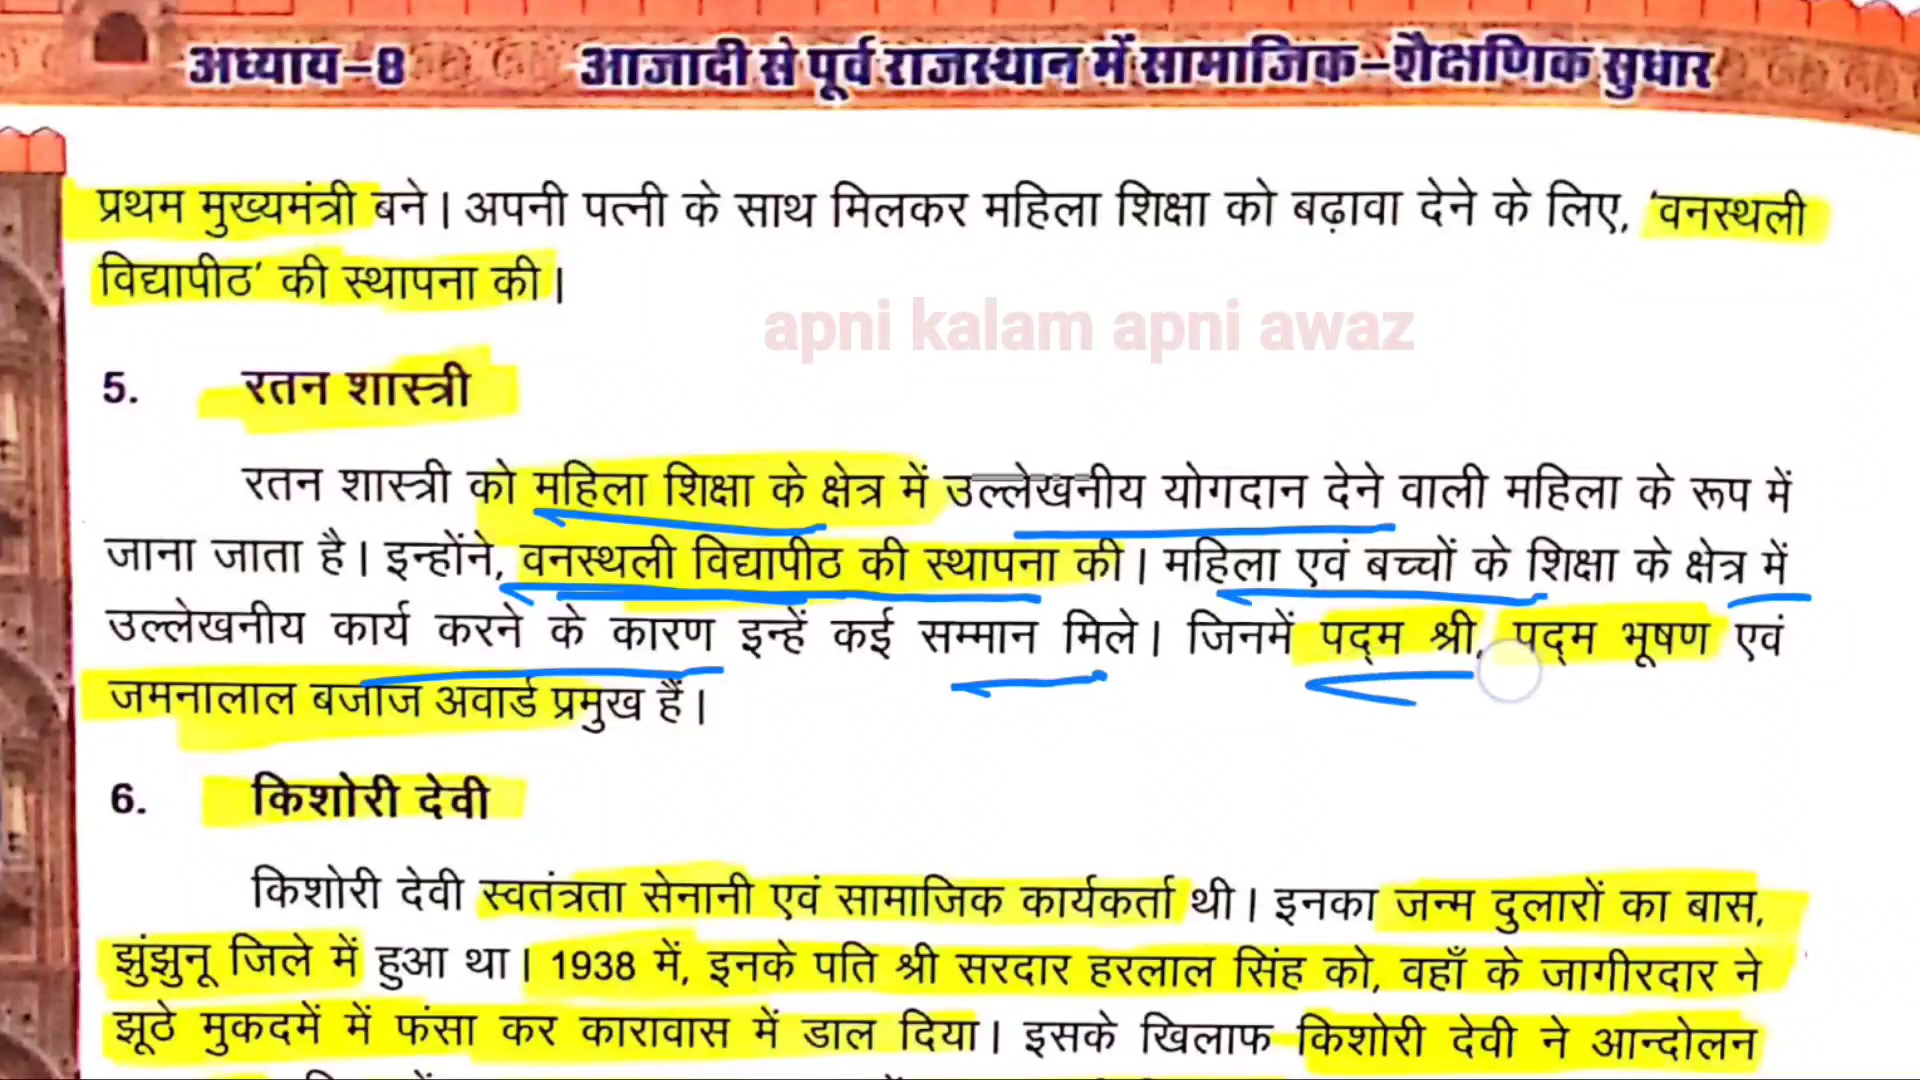 अध्याय–8 आजादी से पूर्व राजस्थान में सामाजिक–शैक्षणिक सुधार
प्रथम मुख्यमंत्री बने। अपनी पत्नी के साथ मिलकर महिला शिक्षा को बढ़ावा देने के लिए, 'वनस्थली
विद्यापीठ' की स्थापना की।
apni kalam apni awaz
5. रतन शास्त्री
रतन शास्त्री को महिला शिक्षा के क्षेत्र में उल्लेखनीय योगदान देने वाली महिला के रूप में
जाना जाता है। इन्होंने, वनस्थली विद्यापीठ की स्थापना की। महिला एवं बच्चों के शिक्षा के क्षेत्र में
उल्लेखनीय कार्य करने के कारण इन्हें कई सम्मान मिले। जिनमें पद्म श्री, पद्म भूषण एवं
जमनालाल बजाज अवार्ड प्रमुख हैं।
6. किशोरी देवी
किशोरी देवी स्वतंत्रता सेनानी एवं सामाजिक कार्यकर्ता थी। इनका जन्म दुलारों का बास,
झुंझुनू जिले में हुआ था। 1938 में, इनके पति श्री सरदार हरलाल सिंह को, वहाँ के जागीरदार ने
झूठे मुकदमें में फंसा कर कारावास में डाल दिया। इसके खिलाफ किशोरी देवी ने आन्दोलन